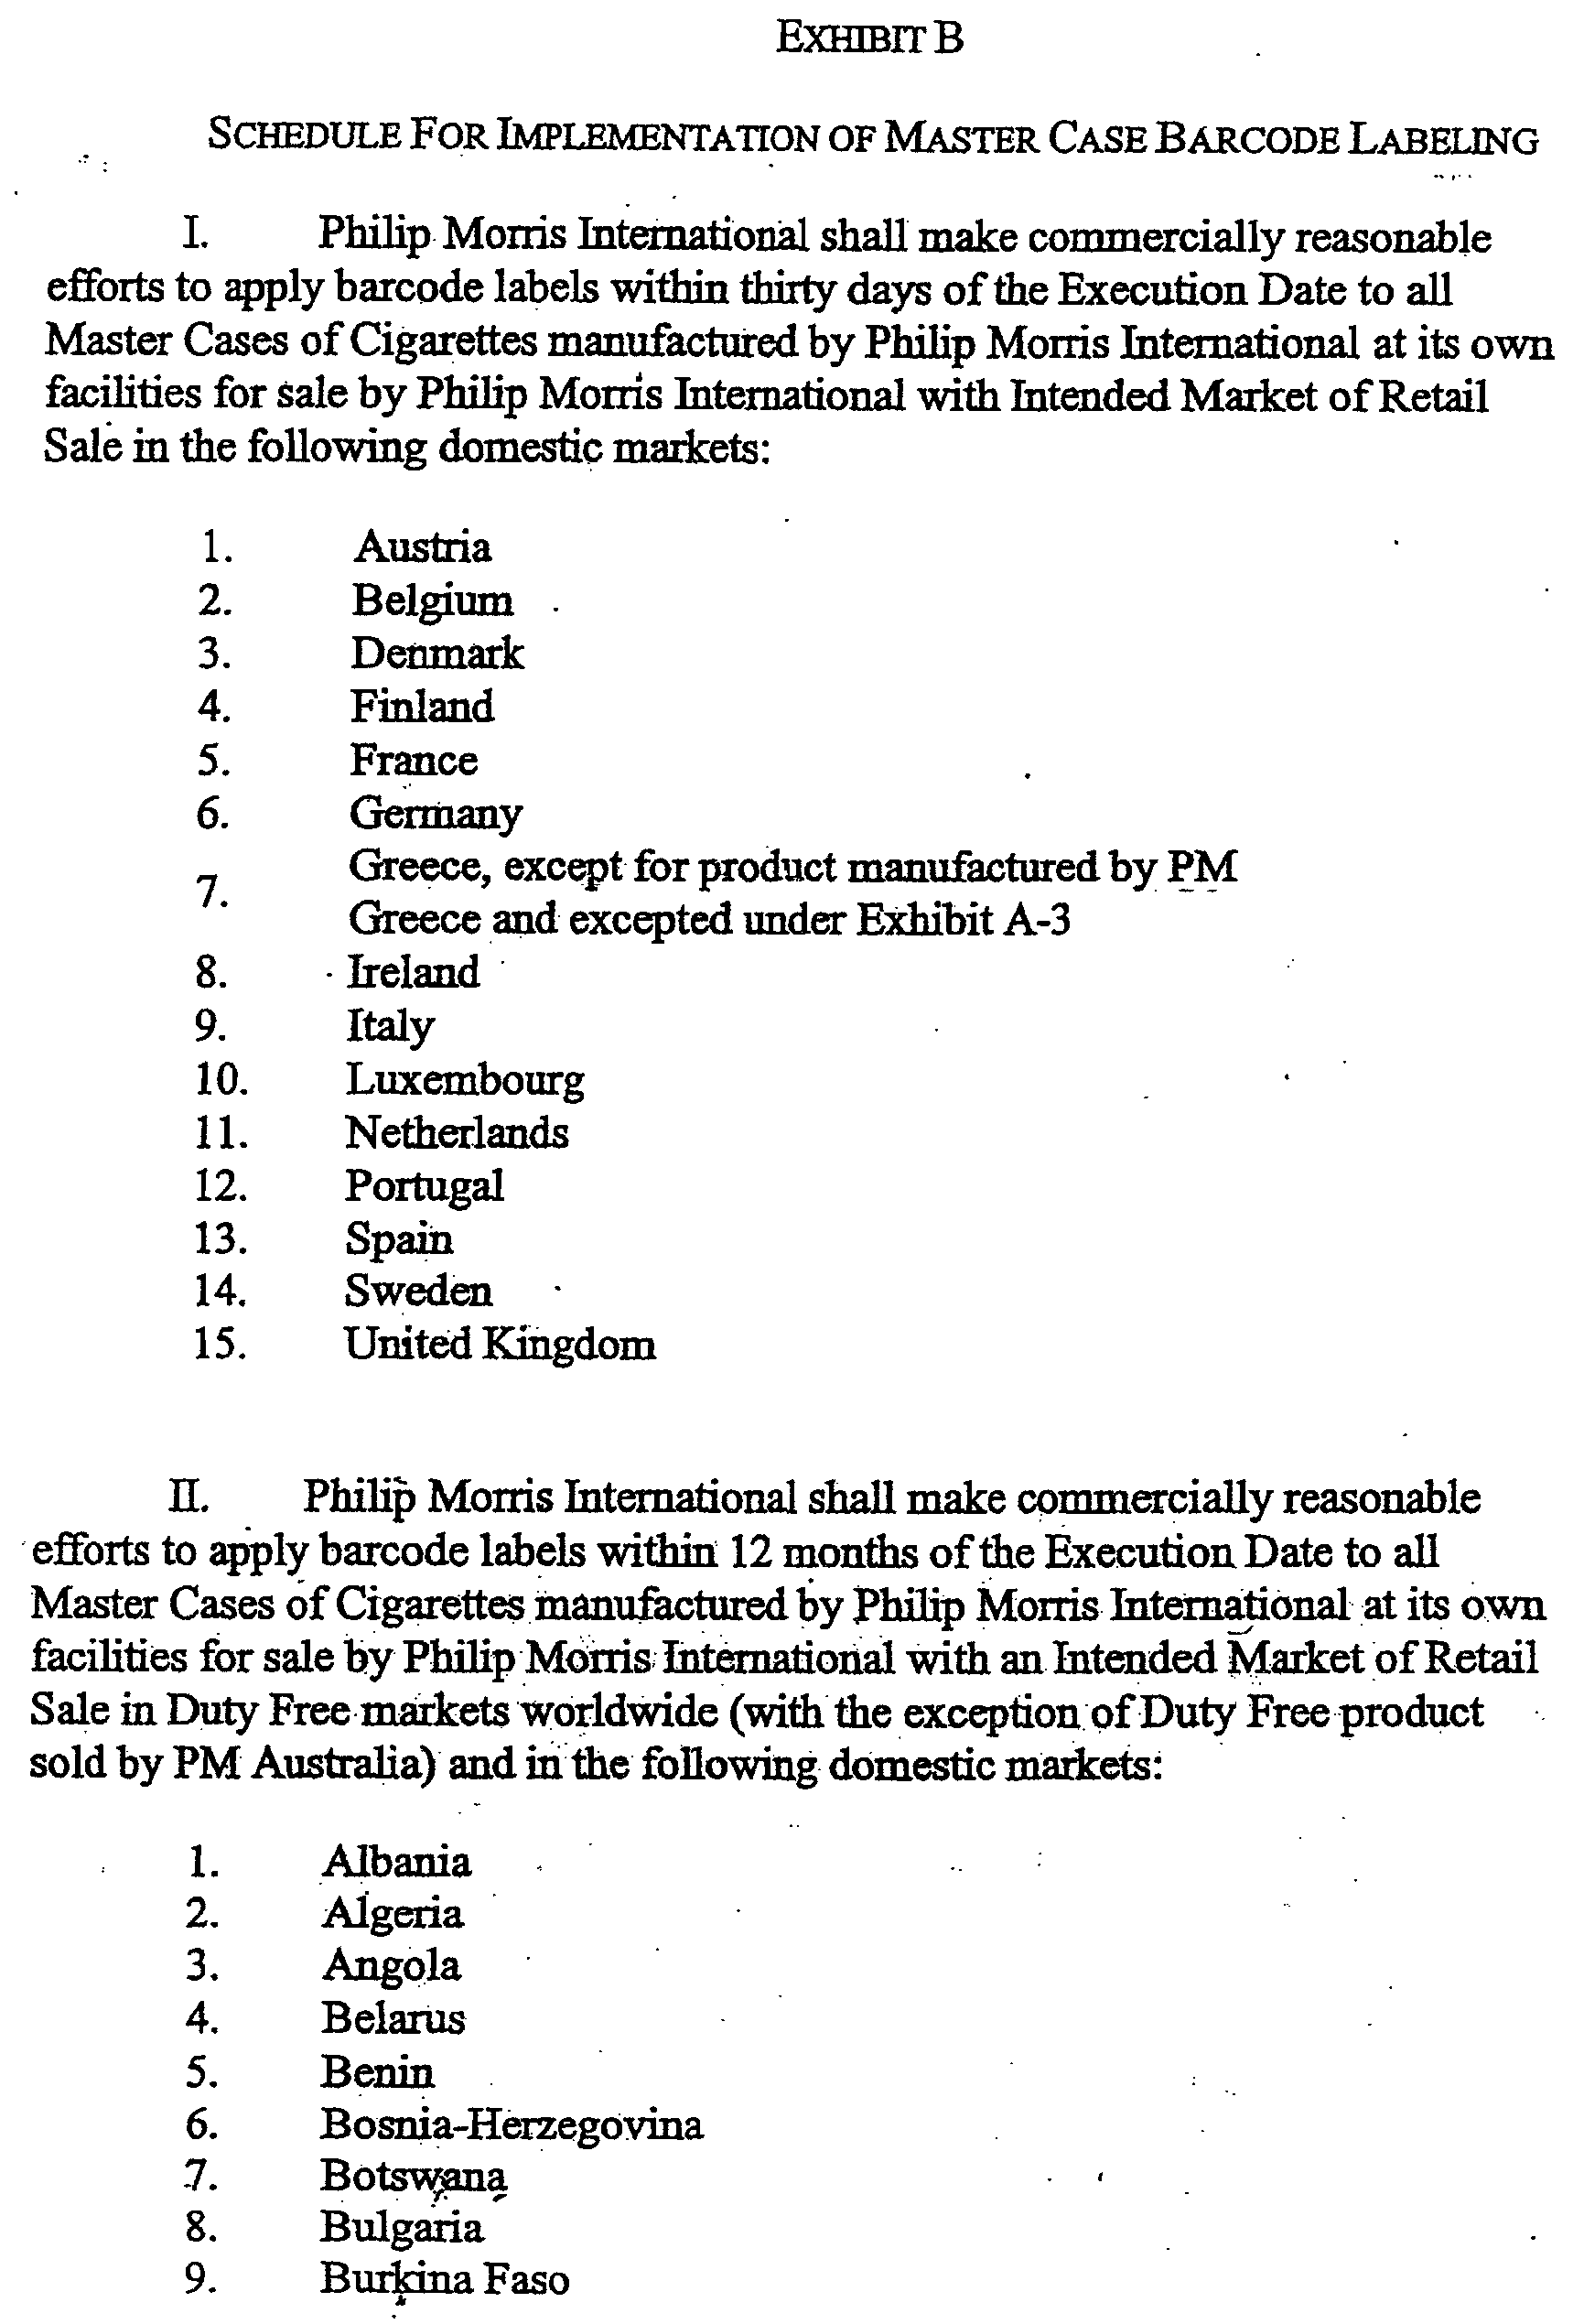 EXHIBIT B
SCHEDULE FOR IMPLEMENTATION OF MASTER CASE BARCODE LABELING
I. Philip Morris International shall make commercially reasonable
efforts to apply barcode labels within thirty days of the Execution Date to all
Master Cases of Cigarettes manufactured by Philip Morris International at its own
facilities for sale by Philip Morris International with Intended Market of Retail
Sale in the following domestic markets:
1. Austria
2. Belgium
3. Denmark
4. Finland
5. France
6. Germany
7. Greece, except for product manufactured by PM
Greece and excepted under Exhibit A-3
8. Ireland
9. Italy
10. Luxembourg
11. Netherlands
12. Portugal
13. Spain
14. Sweden
15. United Kingdom
II. Philip Morris International shall make commercially reasonable
efforts to apply barcode labels within 12 months of the Execution Date to all
Master Cases of Cigarettes manufactured by Philip Morris International at its own
facilities for sale by Philip Morris International with an Intended Market of Retail
Sale in Duty Free markets worldwide (with the exception of Duty Free product
sold by PM Australia) and in the following domestic markets:
1. Albania
2. Algeria
3. Angola
4. Belarus
5. Benin
6. Bosnia-Herzegovina
7. Botswana
8. Bulgaria
9. Burkina Faso